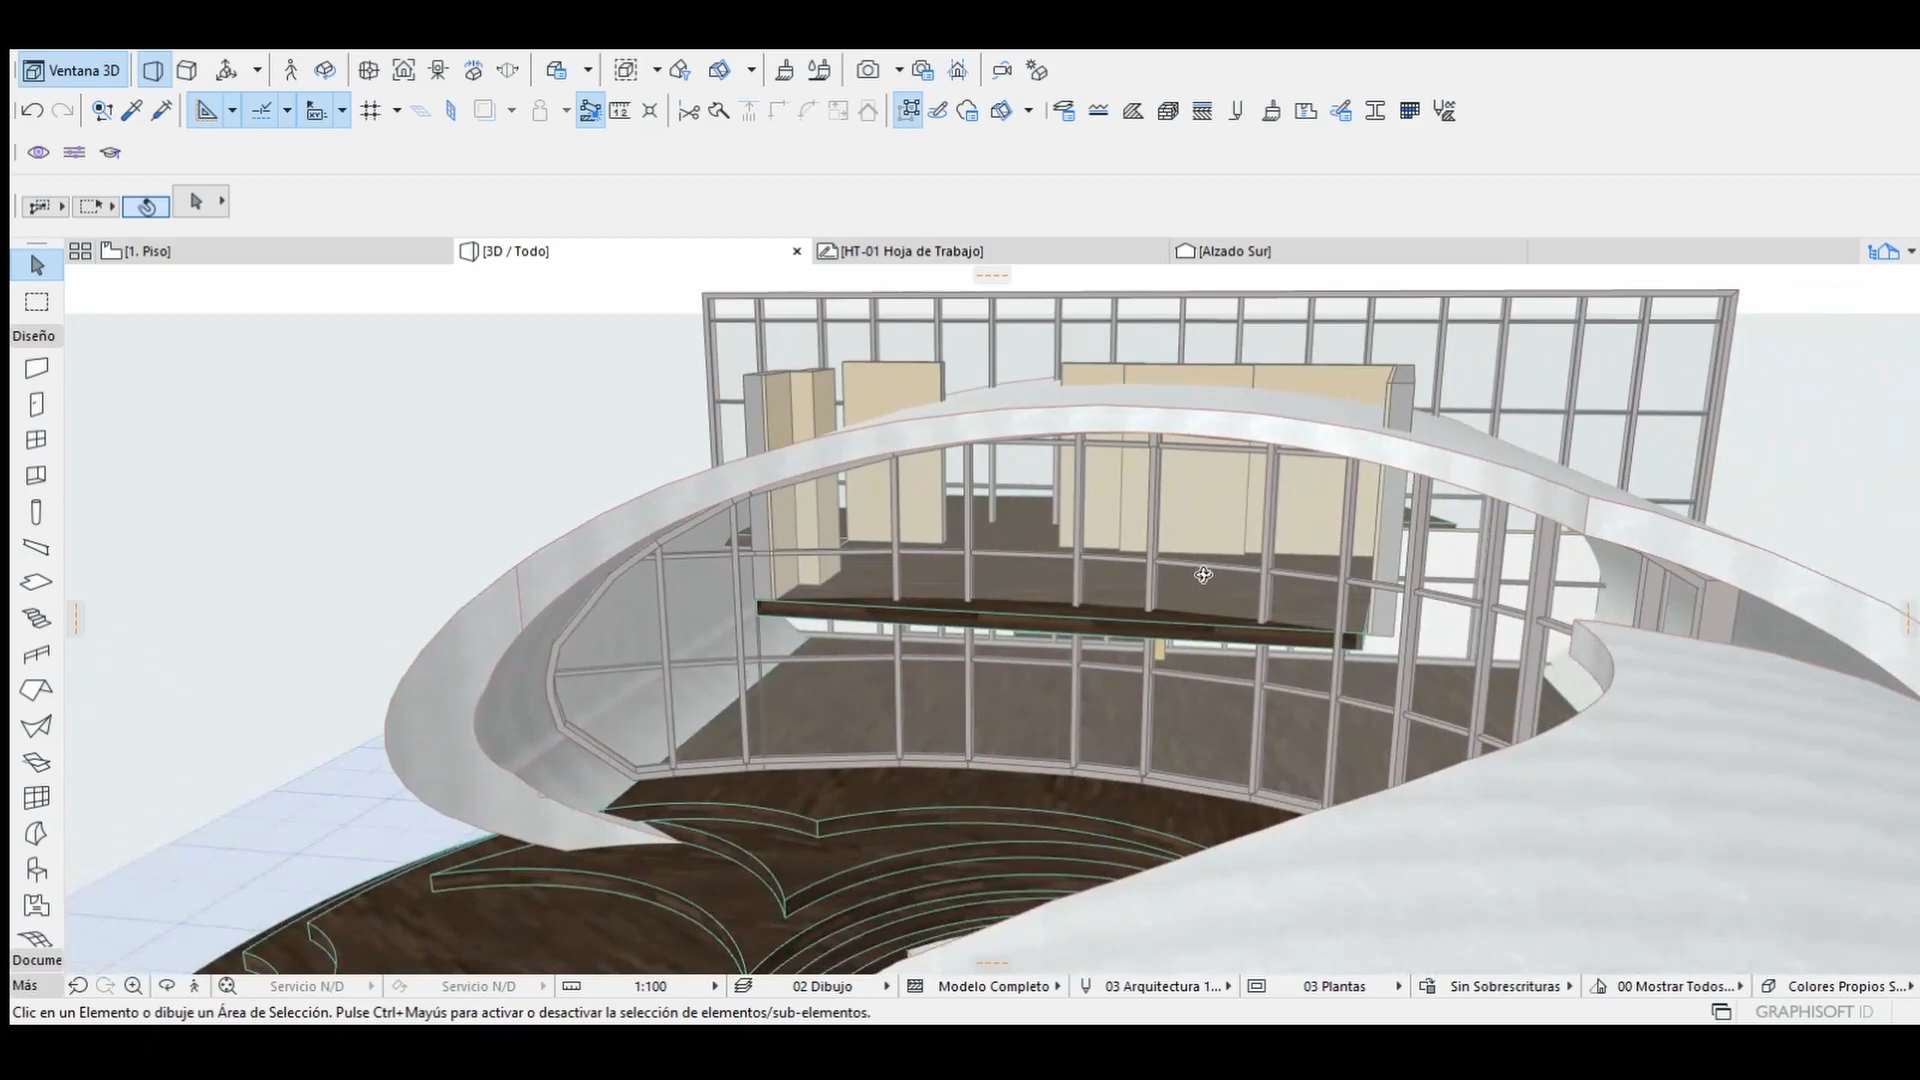 Ventana 3D
[1. Piso]
[3D / Todo]
[HT-01 Hoja de Trabajo]
[Alzado Sur]
Diseño
Docume
Más
Servicio N/D
Servicio N/D
1:100
02 Dibujo
Modelo Completo
03 Arquitectura 1...
03 Plantas
Sin Sobrescrituras
00 Mostrar Todos...
Colores Propios S...
Clic en un Elemento o dibuje un Área de Selección. Pulse Ctrl+Mayús para activar o desactivar la selección de elementos/sub-elementos.
GRAPHISOFT ID